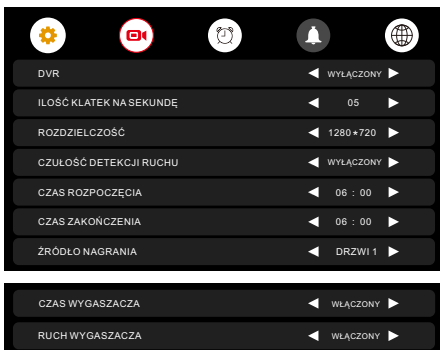 DVR WYŁĄCZONY
ILOŚĆ KLATEK NA SEKUNDĘ 05
ROZDZIELCZOŚĆ 1280*720
CZUŁOŚĆ DETEKCJI RUCHU WYŁĄCZONY
CZAS ROZPOCZĘCIA 06 : 00
CZAS ZAKOŃCZENIA 06 : 00
ŹRÓDŁO NAGRANIA DRZWI 1
CZAS WYGASZACZA WŁĄCZONY
RUCH WYGASZACZA WŁĄCZONY